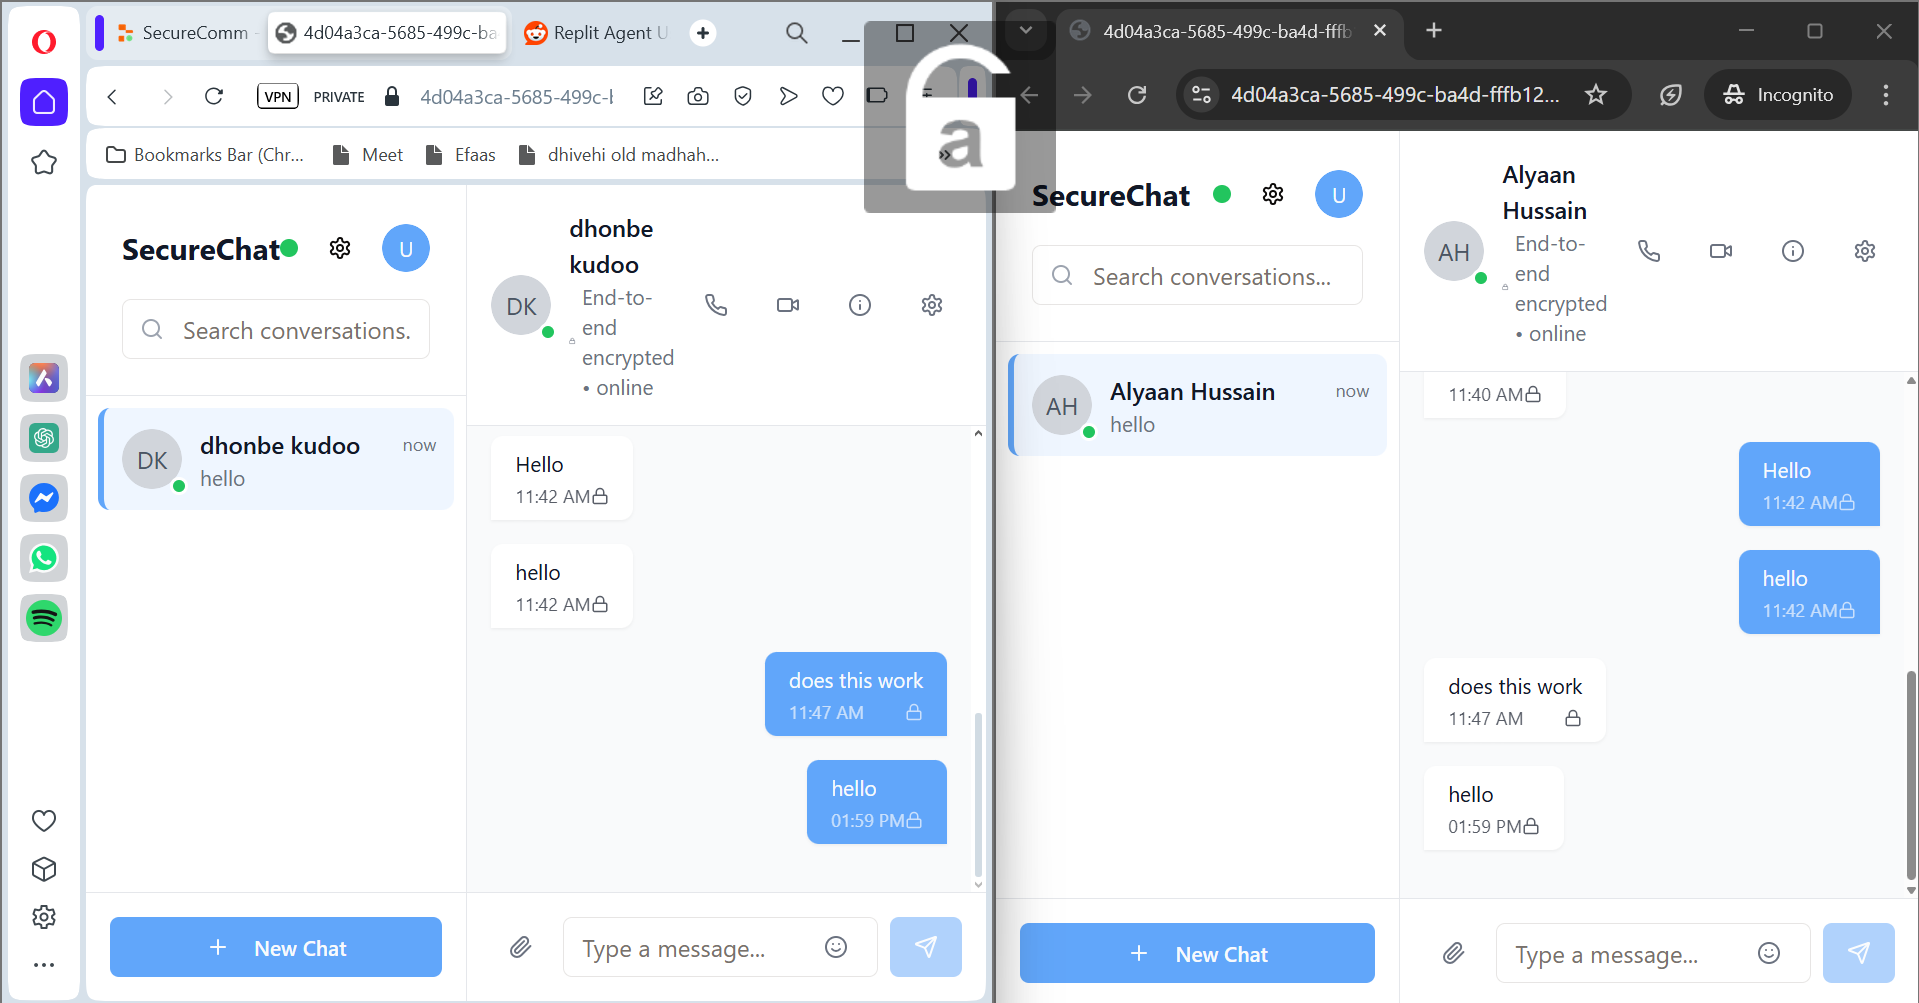 SecureComm
4d04a3ca-5685-499c-ba
Replit Agent U
VPN
PRIVATE
4d04a3ca-5685-499c-b
Bookmarks Bar (Chr...
Meet
Efaas
dhivehi old madhah...
»
a
SecureChat
U
Search conversations.
DK
dhonbe kudoo
now
hello
+ New Chat
DK
dhonbe
kudoo
End-to-
end
encrypted
• online
Hello
11:42 AM
hello
11:42 AM
does this work
11:47 AM
hello
01:59 PM
Type a message...
4d04a3ca-5685-499c-ba4d-fffb
4d04a3ca-5685-499c-ba4d-fffb12...
Incognito
SecureChat
U
Search conversations...
AH
Alyaan Hussain
now
hello
+ New Chat
AH
Alyaan
Hussain
End-to-
end
encrypted
• online
11:40 AM
Hello
11:42 AM
hello
11:42 AM
does this work
11:47 AM
hello
01:59 PM
Type a message...